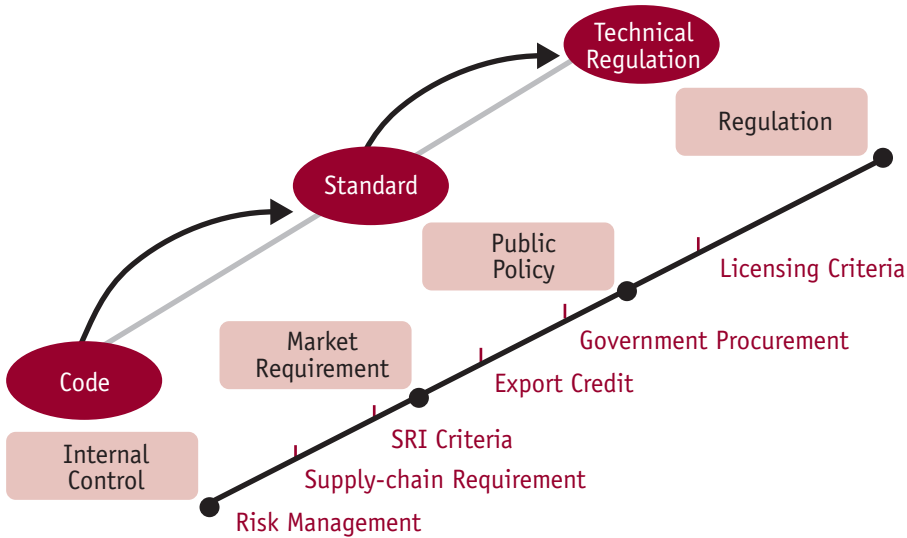 Technical
Regulation
Regulation
Standard
Public
Policy
Licensing Criteria
Market
Requirement
Government Procurement
Code
Export Credit
Internal
Control
SRI Criteria
Supply-chain Requirement
Risk Management